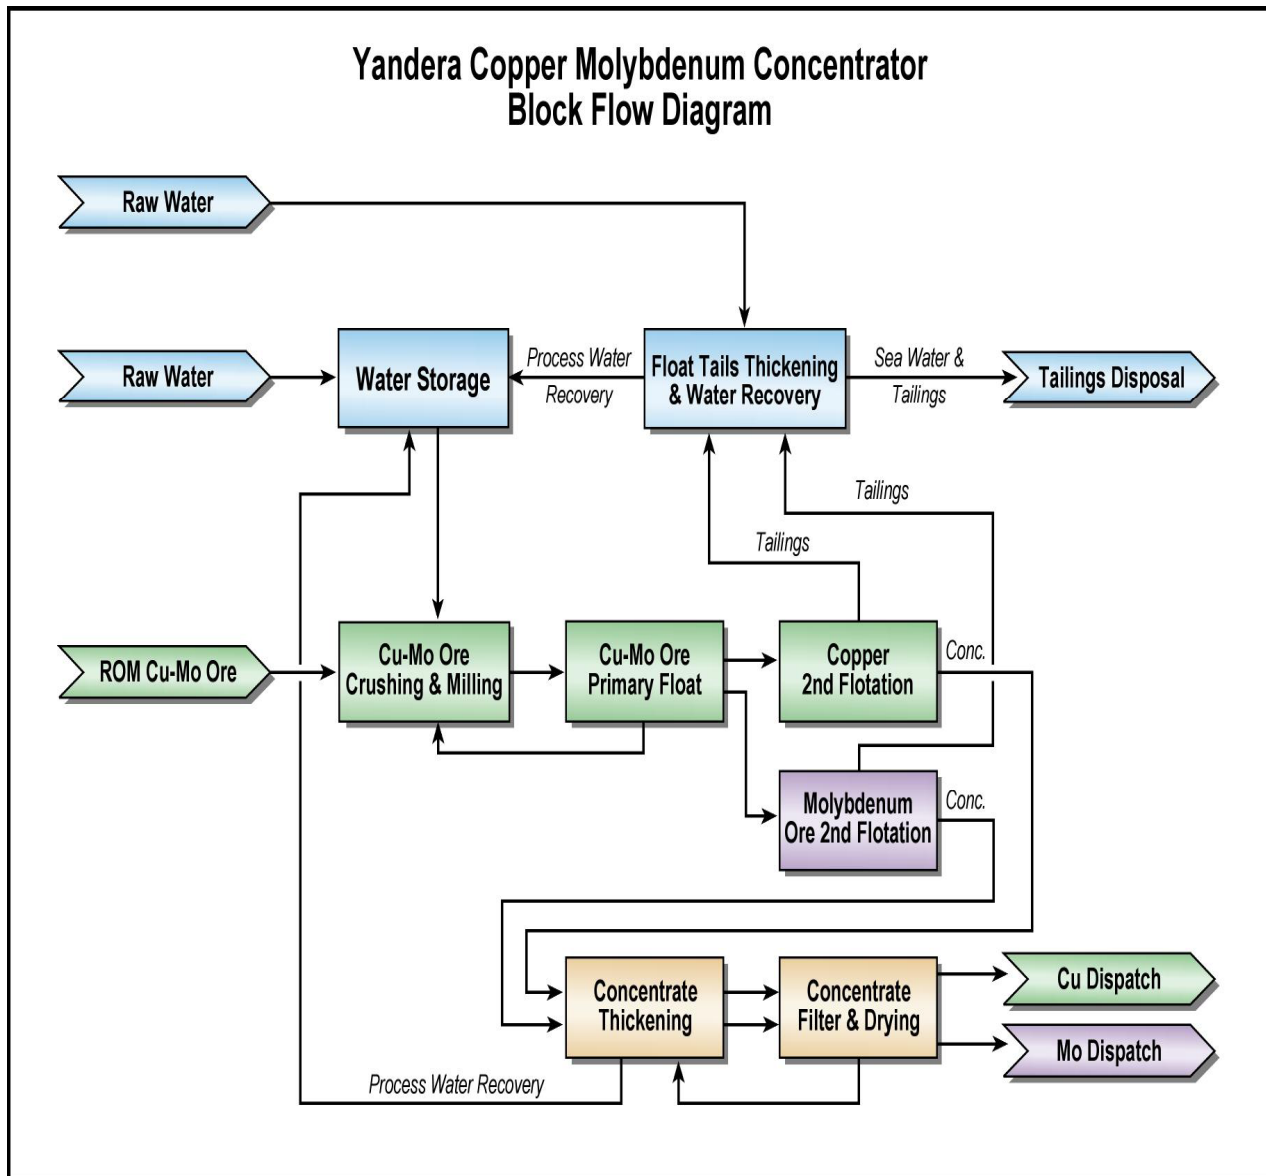 Yandera Copper Molybdenum Concentrator
Block Flow Diagram
Raw Water
Raw Water
Water Storage
Process Water
Recovery
Float Tails Thickening
& Water Recovery
Sea Water &
Tailings
Tailings Disposal
Tailings
Tailings
ROM Cu-Mo Ore
Cu-Mo Ore
Crushing & Milling
Cu-Mo Ore
Primary Float
Copper
2nd Flotation
Conc.
Molybdenum
Ore 2nd Flotation
Conc.
Concentrate
Thickening
Concentrate
Filter & Drying
Cu Dispatch
Mo Dispatch
Process Water Recovery